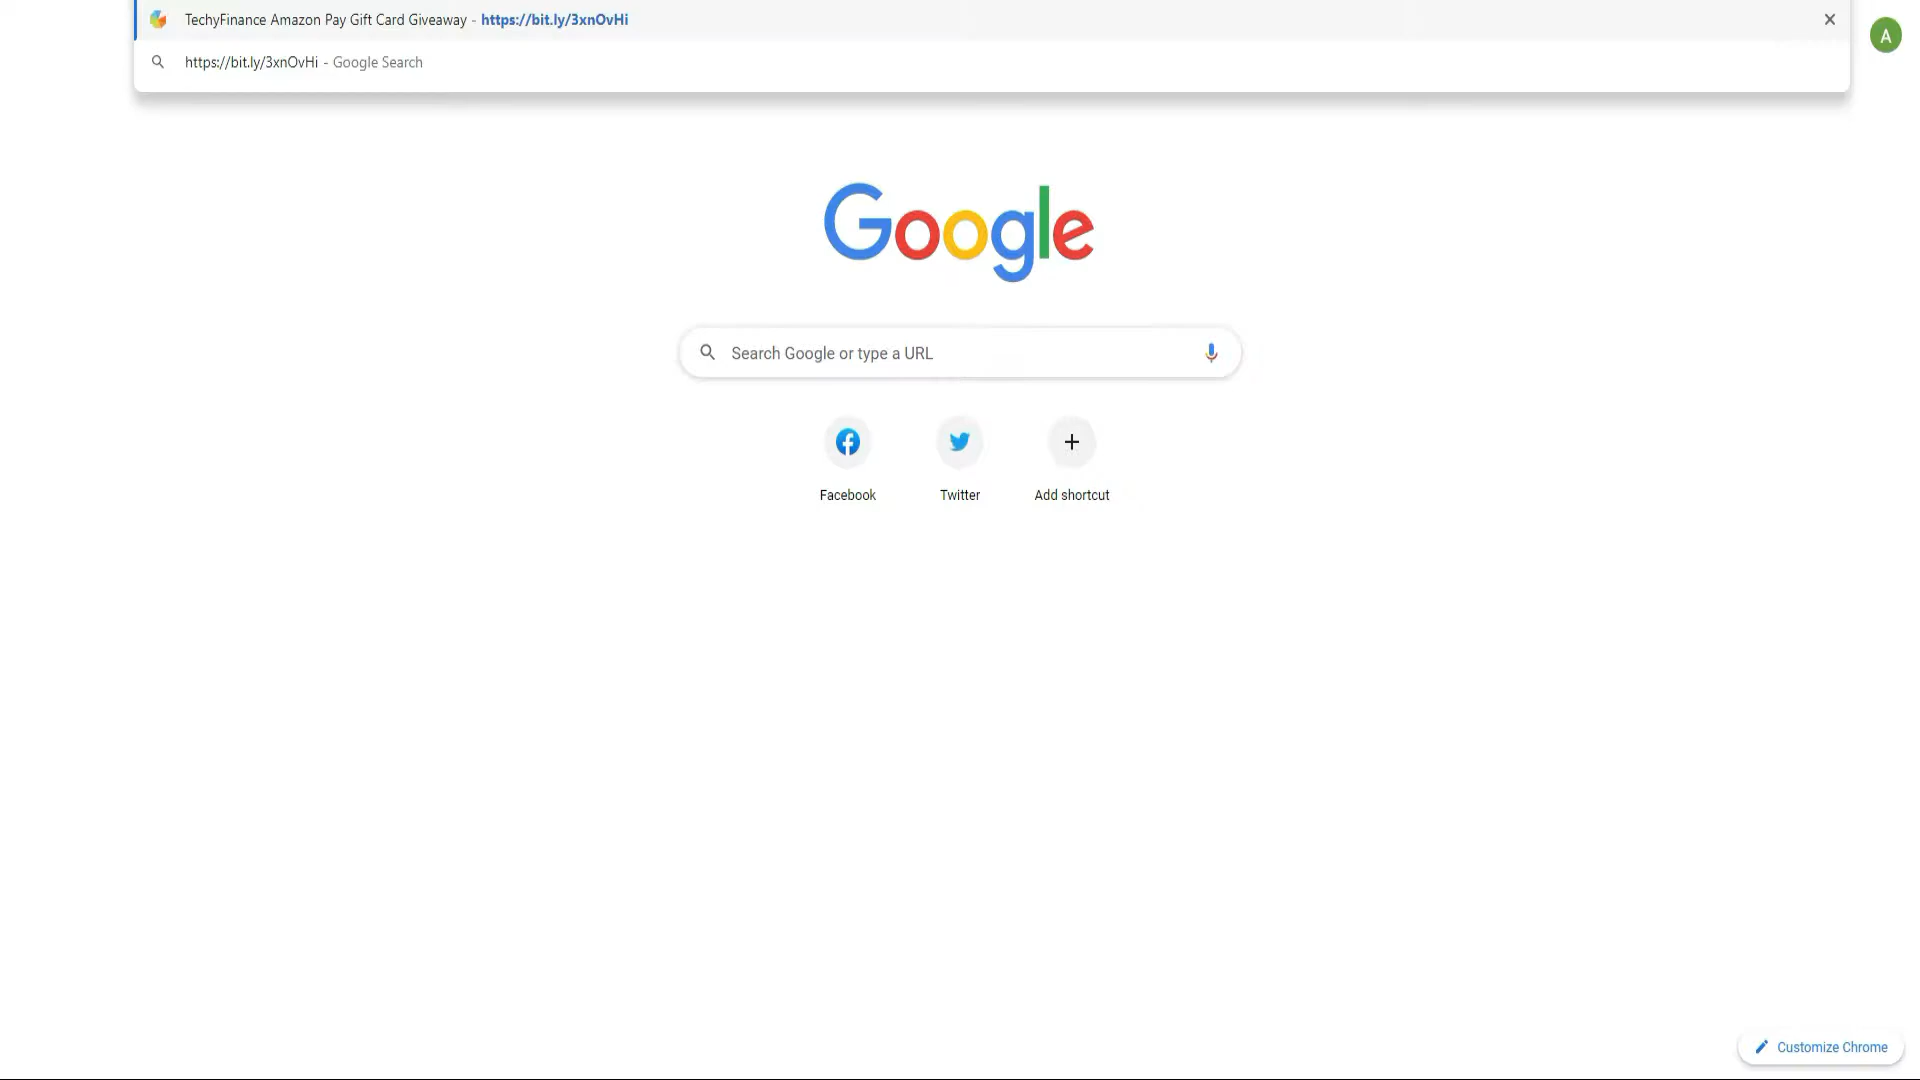 TechyFinance Amazon Pay Gift Card Giveaway - https://bit.ly/3xnOvHi
A
https://bit.ly/3xnOvHi - Google Search
Google
Search Google or type a URL
Facebook
Twitter
Add shortcut
Customize Chrome